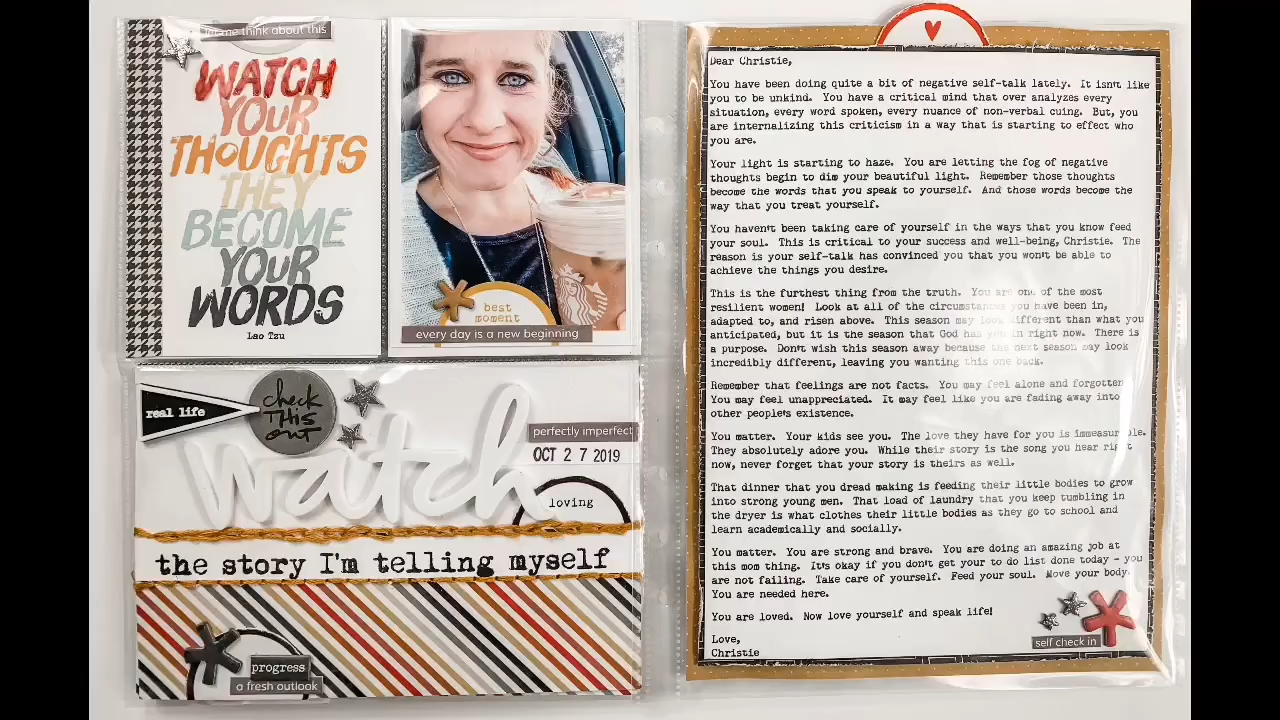 let me think about this
WATCH
YOUR
THOUGHTS
THEY
BECOME
YOUR
WORDS
Lao Tzu
best
moment
every day is a new beginning
real life
check
THIS
OUT
watch
perfectly imperfect
OCT 27 2019
loving
the story I'm telling myself
progress
a fresh outlook
Dear Christie,
You have been doing quite a bit of negative self-talk lately. It isnt like
you to be unkind. You have a critical mind that over analyzes every
situation, every word spoken, every nuance of non-verbal cuing. But, you
are internalizing this criticism in a way that is starting to effect who
you are.
Your light is starting to haze. You are letting the fog of negative
thoughts begin to dim your beautiful light. Remember those thoughts
become the words that you speak to yourself. And those words become the
way that you treat yourself.
You haven't been taking care of yourself in the ways that you know feed
your soul. This is critical to your success and well-being, Christie. The
reason is your self-talk has convinced you that you won't be able to
achieve the things you desire.
This is the furthest thing from the truth. You are one of the most
resilient women! Look at all of the circumstances you have been in,
adapted to, and risen above. This season may look different than what you
anticipated, but it is the season that God has you in right now. There is
a purpose. Don't wish this season away because the next season may look
incredibly different, leaving you wanting this one back.
Remember that feelings are not facts. You may feel alone and forgotten
You may feel unappreciated. It may feel like you are fading away into
other people's existence.
You matter. Your kids see you. The love they have for you is immeasurable.
They absolutely adore you. While their story is the song you hear right
now, never forget that your story is theirs as well.
That dinner that you dread making is feeding their little bodies to grow
into strong young men. That load of laundry that you keep tumbling in
the dryer is what clothes their little bodies as they go to school and
learn academically and socially.
You matter. You are strong and brave. You are doing an amazing job at
this mom thing. It's okay if you don't get your to do list done today - you
are not failing. Take care of yourself. Feed your soul. Move your body.
You are needed here.
You are loved. Now love yourself and speak life!
Love,
Christie
self check in